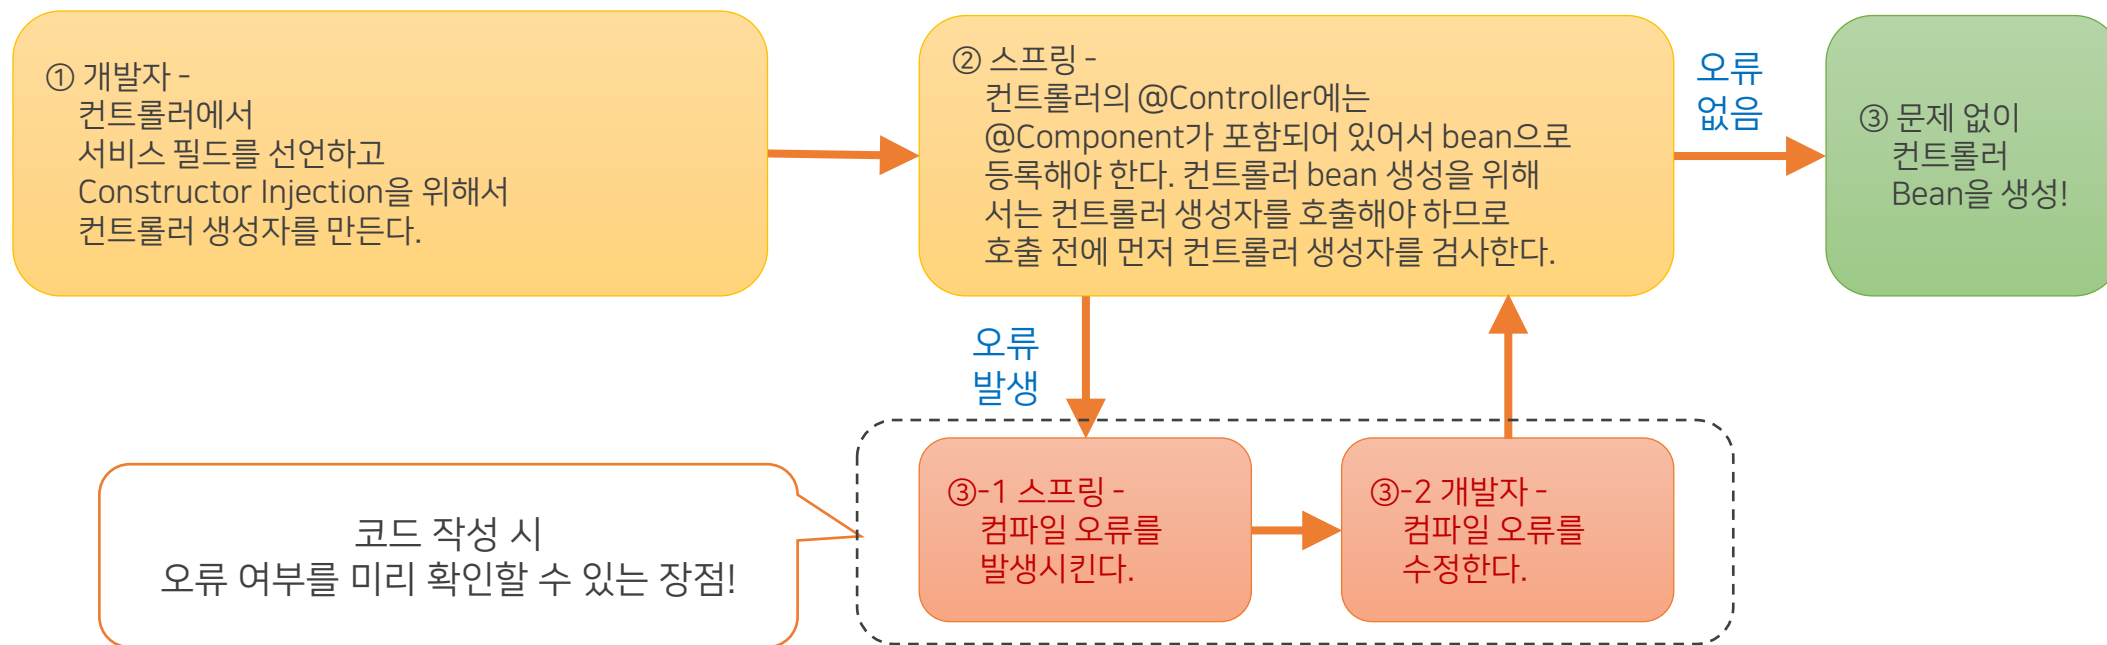 ① 개발자 -
컨트롤러에서
서비스 필드를 선언하고
Constructor Injection을 위해서
컨트롤러 생성자를 만든다.
② 스프링 -
컨트롤러의 @Controller에는
@Component가 포함되어 있어서 bean으로
등록해야 한다. 컨트롤러 bean 생성을 위해
서는 컨트롤러 생성자를 호출해야 하므로
호출 전에 먼저 컨트롤러 생성자를 검사한다.
오류
없음
③ 문제 없이
컨트롤러
Bean을 생성!
오류
발생
③-1 스프링 -
컴파일 오류를
발생시킨다.
③-2 개발자 -
컴파일 오류를
수정한다.
코드 작성 시
오류 여부를 미리 확인할 수 있는 장점!